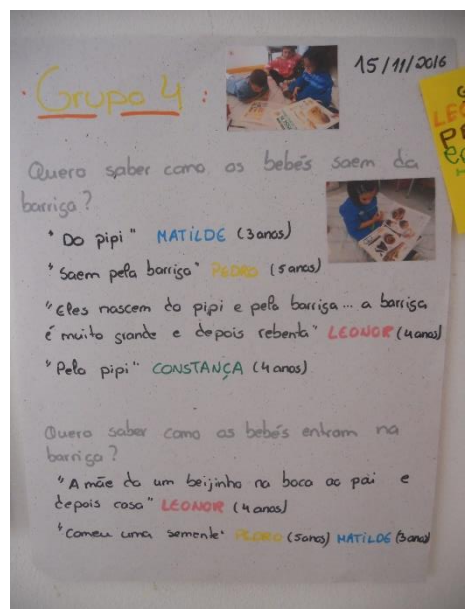 15/11/2016
Grupo 4:
Quero saber como os bebés saem da
barriga?
"Do pipi" MATILDE (3 anos)
"Saem pela barriga" PEDRO (5 anos)
"Eles nascem do pipi e pela barriga... a barriga
é muito grande e depois rebenta" LEONOR (4 anos)
"Pelo pipi" CONSTANÇA (4 anos)
Quero saber como os bebés entram na
barriga?
"A mãe da um beijinho na boca ao pai e
depois casa" LEONOR (4 anos)
"Comeu uma semente" PEDRO (5 anos) MATILDE (3 anos)